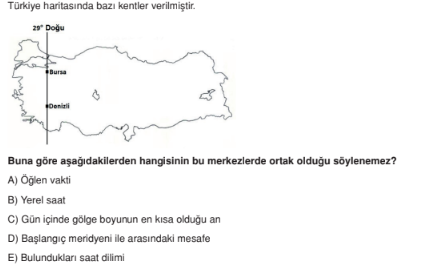 Türkiye haritasında bazı kentler verilmiştir.
29° Doğu
Bursa
Denizli
Buna göre aşağıdakilerden hangisinin bu merkezlerde ortak olduğu söylenemez?
A) Öğlen vakti
B) Yerel saat
C) Gün içinde gölge boyunun en kısa olduğu an
D) Başlangıç meridyeni ile arasındaki mesafe
E) Bulundukları saat dilimi